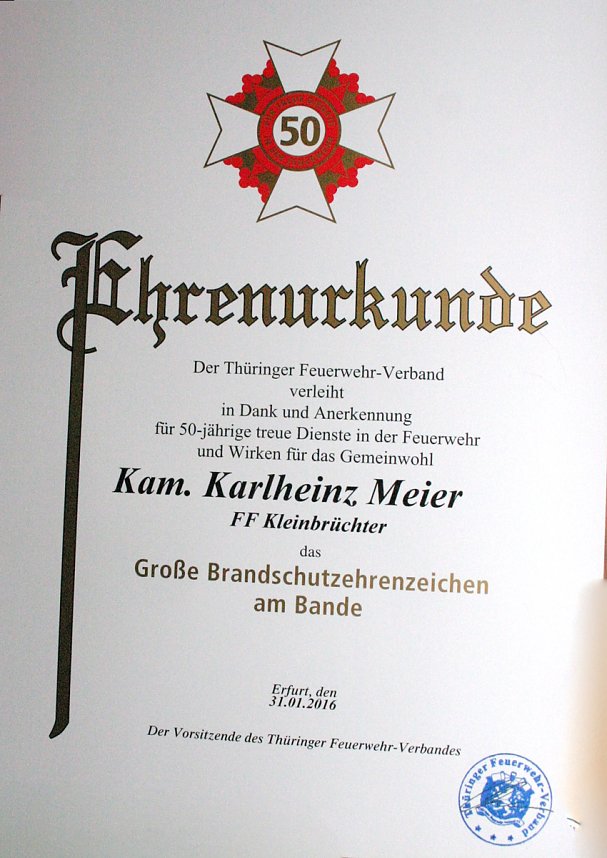 50
Ehrenurkunde
Der Thüringer Feuerwehr-Verband
verleiht
in Dank und Anerkennung
für 50-jährige treue Dienste in der Feuerwehr
und Wirken für das Gemeinwohl
Kam. Karlheinz Meier
FF Kleinbrüchter
das
Große Brandschutzehrenzeichen
am Bande
Erfurt, den
31.01.2016
Der Vorsitzende des Thüringer Feuerwehr-Verbandes
Thüringer Feuerwehr-Verband